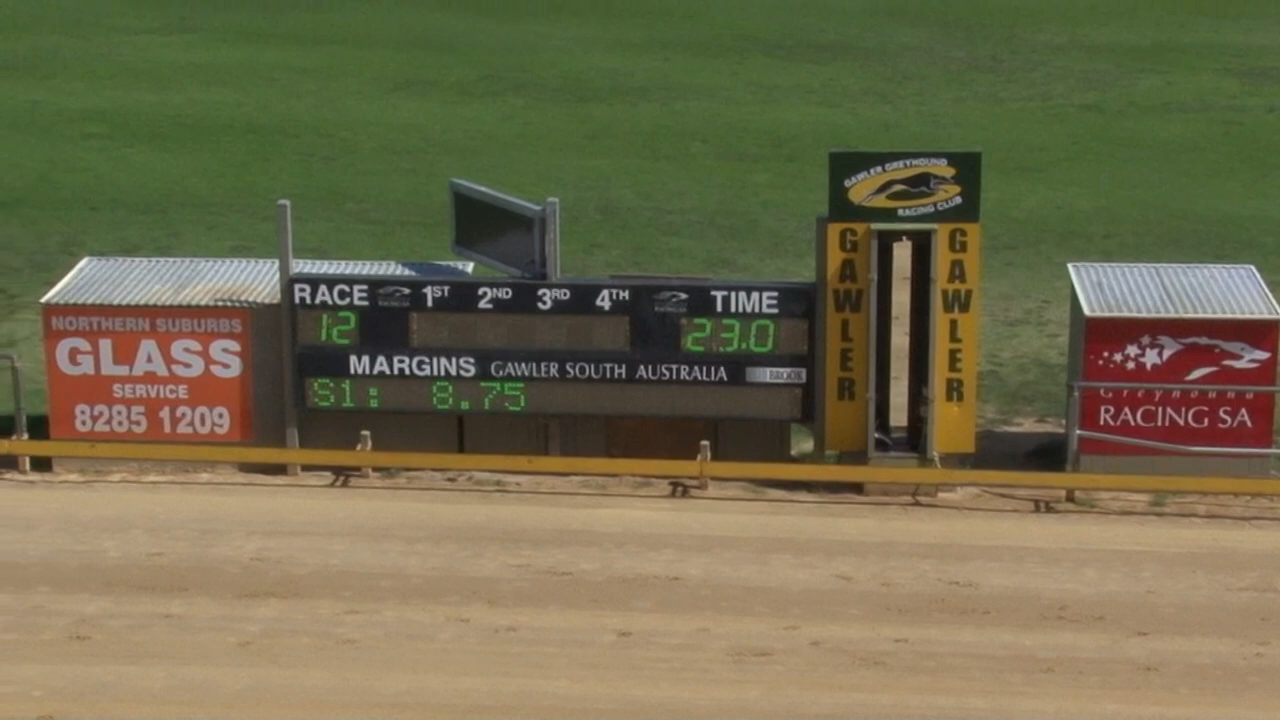 GAWLER GREYHOUND
RACING CLUB
GAWLER
GAWLER
RACE 1ST 2ND 3RD 4TH TIME
12 23.0
MARGINS GAWLER SOUTH AUSTRALIA BROOK
S1: 8.75
NORTHERN SUBURBS
GLASS
SERVICE
8285 1209
Greyhound
RACING SA